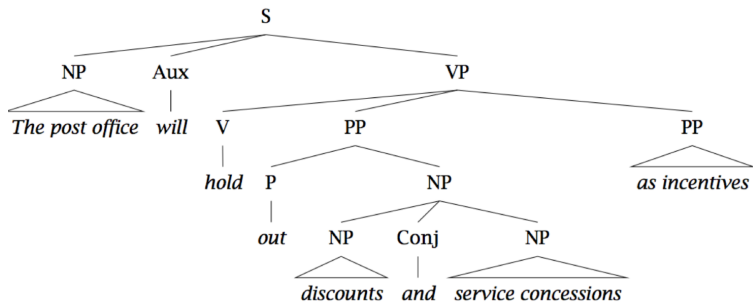 S
NP Aux VP
The post office will V PP PP
hold P NP as incentives
out NP Conj NP
discounts and service concessions